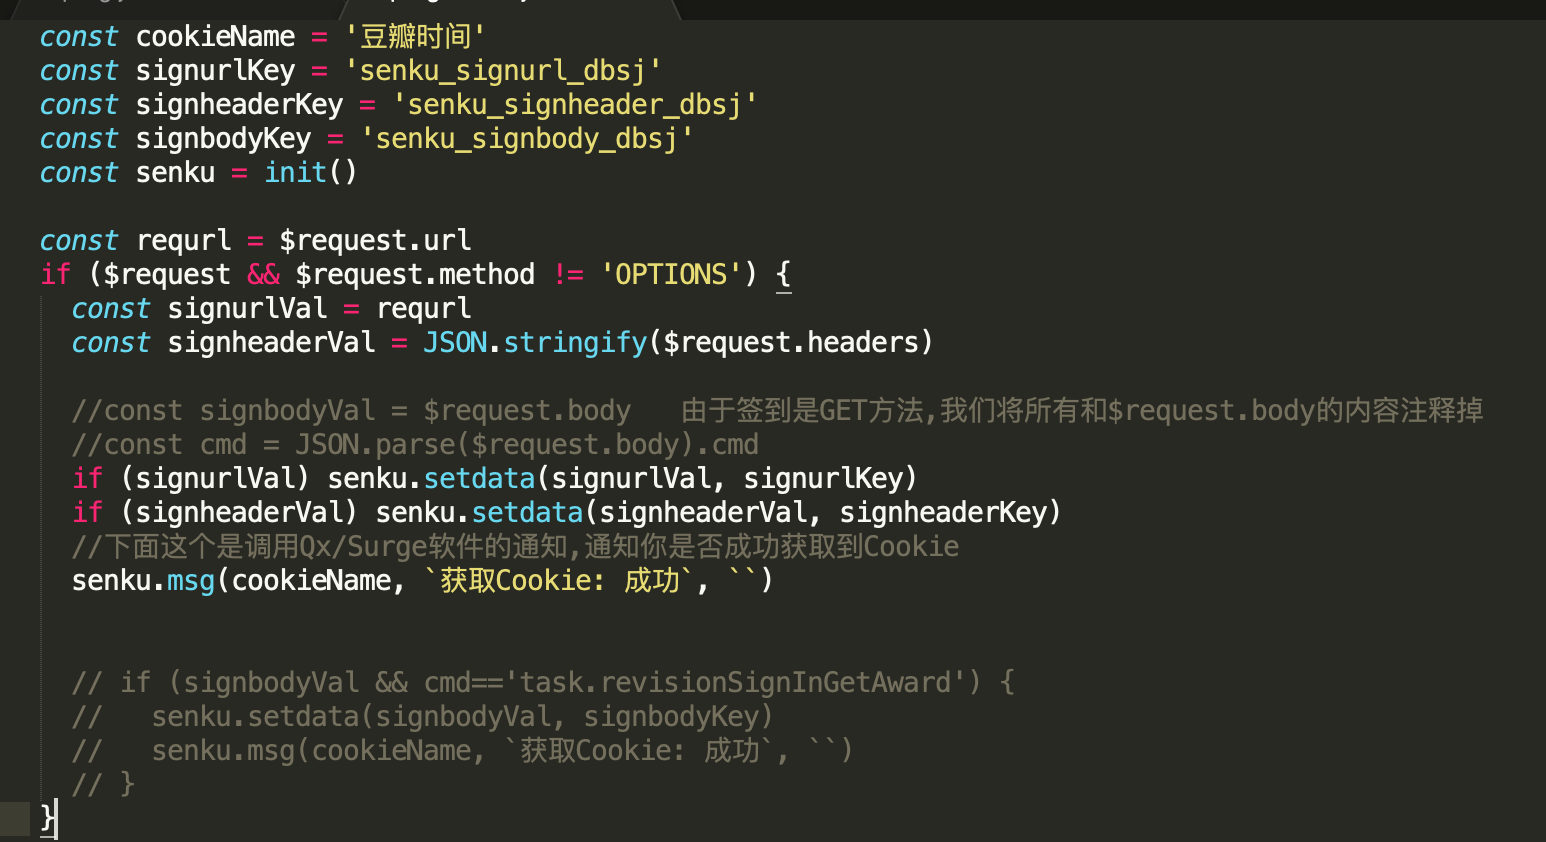 const cookieName = '豆瓣时间'
const signurlKey = 'senku_signurl_dbsj'
const signheaderKey = 'senku_signheader_dbsj'
const signbodyKey = 'senku_signbody_dbsj'
const senku = init()
const requrl = $request.url
if ($request && $request.method != 'OPTIONS') {
const signurlVal = requrl
const signheaderVal = JSON.stringify($request.headers)
//const signbodyVal = $request.body   由于签到是GET方法,我们将所有和$request.body的内容注释掉
//const cmd = JSON.parse($request.body).cmd
if (signurlVal) senku.setdata(signurlVal, signurlKey)
if (signheaderVal) senku.setdata(signheaderVal, signheaderKey)
//下面这个是调用Qx/Surge软件的通知,通知你是否成功获取到Cookie
senku.msg(cookieName, `获取Cookie: 成功`, ``)
// if (signbodyVal && cmd=='task.revisionSignInGetAward') {
//   senku.setdata(signbodyVal, signbodyKey)
//   senku.msg(cookieName, `获取Cookie: 成功`, ``)
// }
}